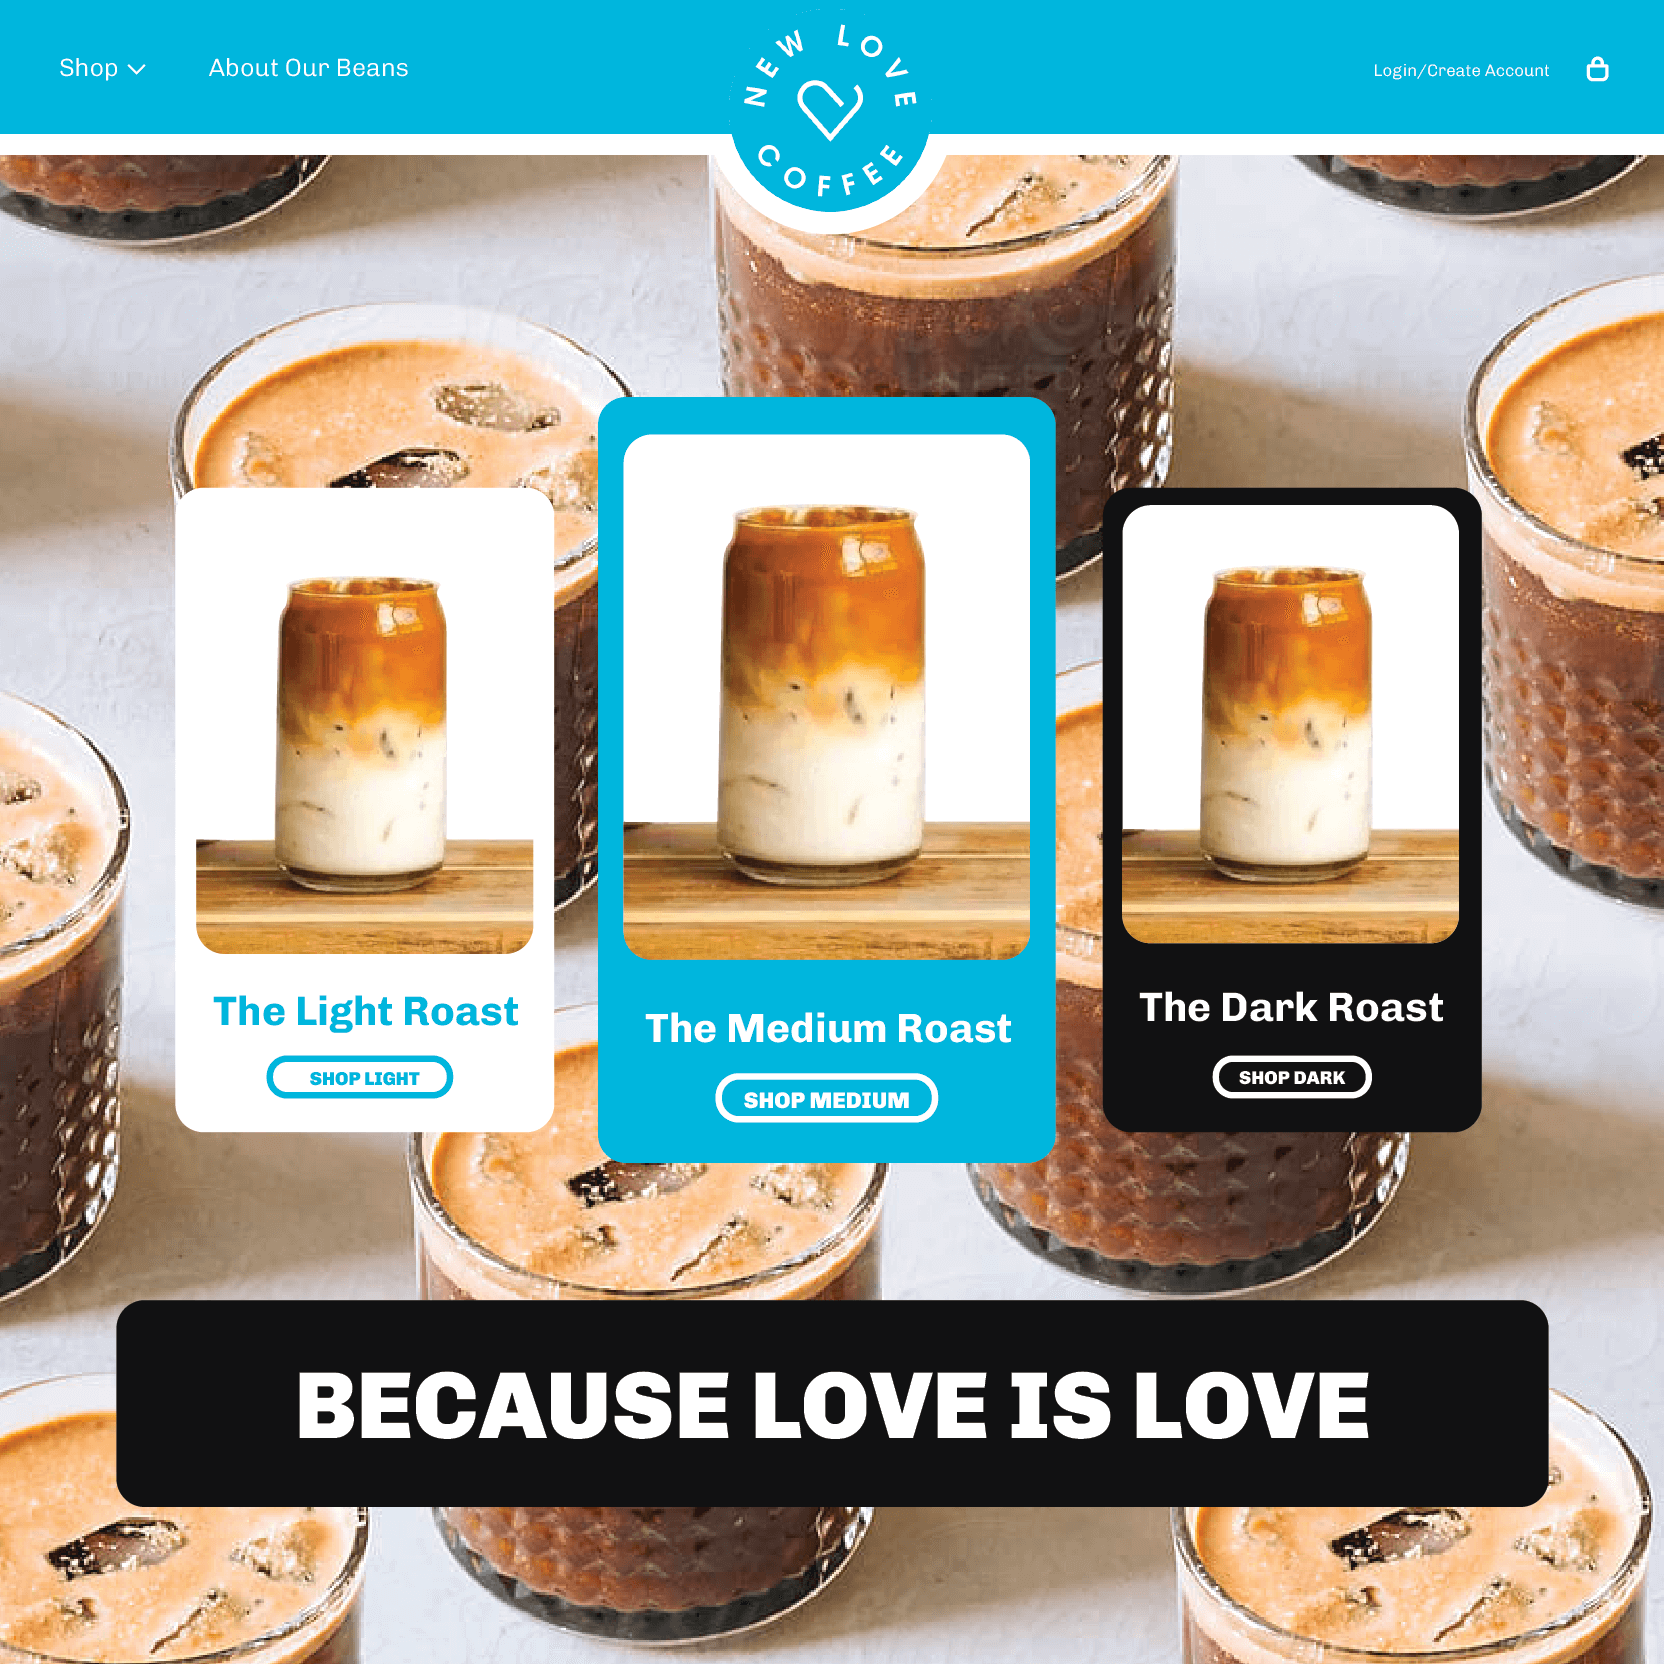 Shop
About Our Beans
NEW LOVE
COFFEE
Login/Create Account
The Light Roast
SHOP LIGHT
The Medium Roast
SHOP MEDIUM
The Dark Roast
SHOP DARK
BECAUSE LOVE IS LOVE